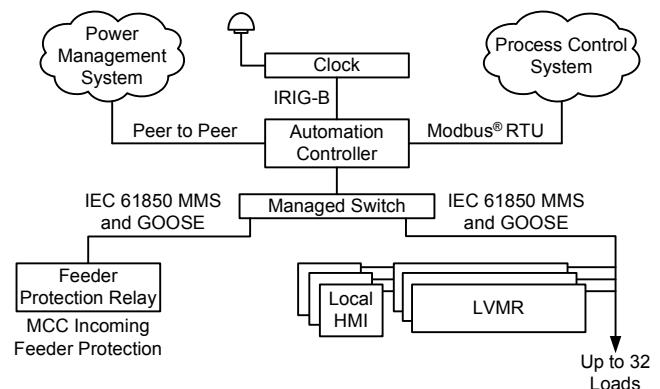 Power
Management
System
Clock
Process Control
System
IRIG-B
Peer to Peer
Automation
Controller
Modbus® RTU
IEC 61850 MMS
and GOOSE
Managed Switch
IEC 61850 MMS
and GOOSE
Feeder
Protection Relay
MCC Incoming
Feeder Protection
Local
HMI
LVMR
Up to 32
Loads